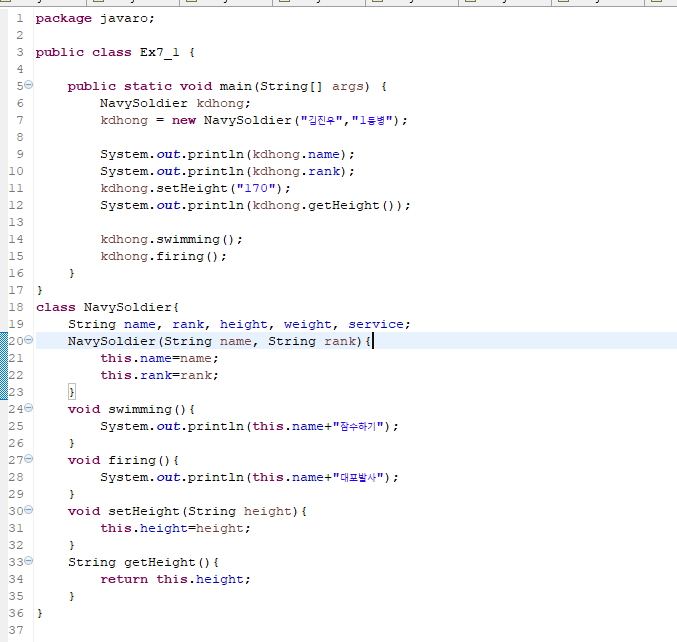 1 package javaro;
2
3 public class Ex7_1 {
4
5     public static void main(String[] args) {
6         NavySoldier kdhong;
7         kdhong = new NavySoldier("김진우","1등병");
8
9         System.out.println(kdhong.name);
10         System.out.println(kdhong.rank);
11         kdhong.setHeight("170");
12         System.out.println(kdhong.getHeight());
13
14         kdhong.swimming();
15         kdhong.firing();
16     }
17 }
18 class NavySoldier{
19     String name, rank, height, weight, service;
20     NavySoldier(String name, String rank){
21         this.name=name;
22         this.rank=rank;
23     }
24     void swimming(){
25         System.out.println(this.name+"잠수하기");
26     }
27     void firing(){
28         System.out.println(this.name+"대포발사");
29     }
30     void setHeight(String height){
31         this.height=height;
32     }
33     String getHeight(){
34         return this.height;
35     }
36 }
37